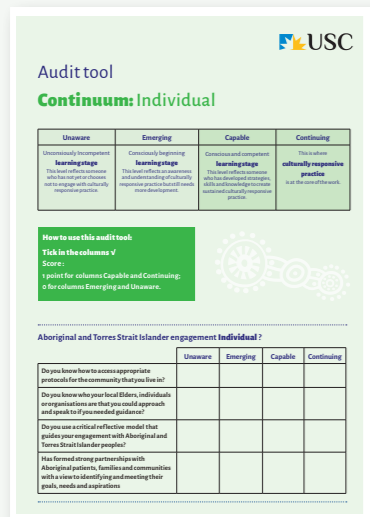 USC
Audit tool
Continuum: Individual
Unaware
Emerging
Capable
Continuing
Unconsciously Incompetent
learning stage
This level reflects someone
who has not yet or chooses
not to engage with culturally
responsive practice.
Consciously beginning
learning stage
This level reflects an awareness
and understanding of culturally
responsive practice but still needs
more development.
Conscious and competent
learning stage
This level reflects someone
who has developed strategies,
skills and knowledge to create
sustained culturally responsive
practice.
This is where
culturally responsive
practice
is at the core of the work.
How to use this audit tool:
Tick in the columns √
Score:
1 point for columns Capable and Continuing;
0 for columns Emerging and Unaware.
Aboriginal and Torres Strait Islander engagement Individual?
Unaware
Emerging
Capable
Continuing
Do you know how to access appropriate
protocols for the community that you live in?
Do you know who your local Elders, individuals
or organisations are that you could approach
and speak to if you needed guidance?
Do you use a critical reflective model that
guides your engagement with Aboriginal and
Torres Strait Islander peoples?
Has formed strong partnerships with
Aboriginal patients, families and communities
with a view to identifying and meeting their
goals, needs and aspirations